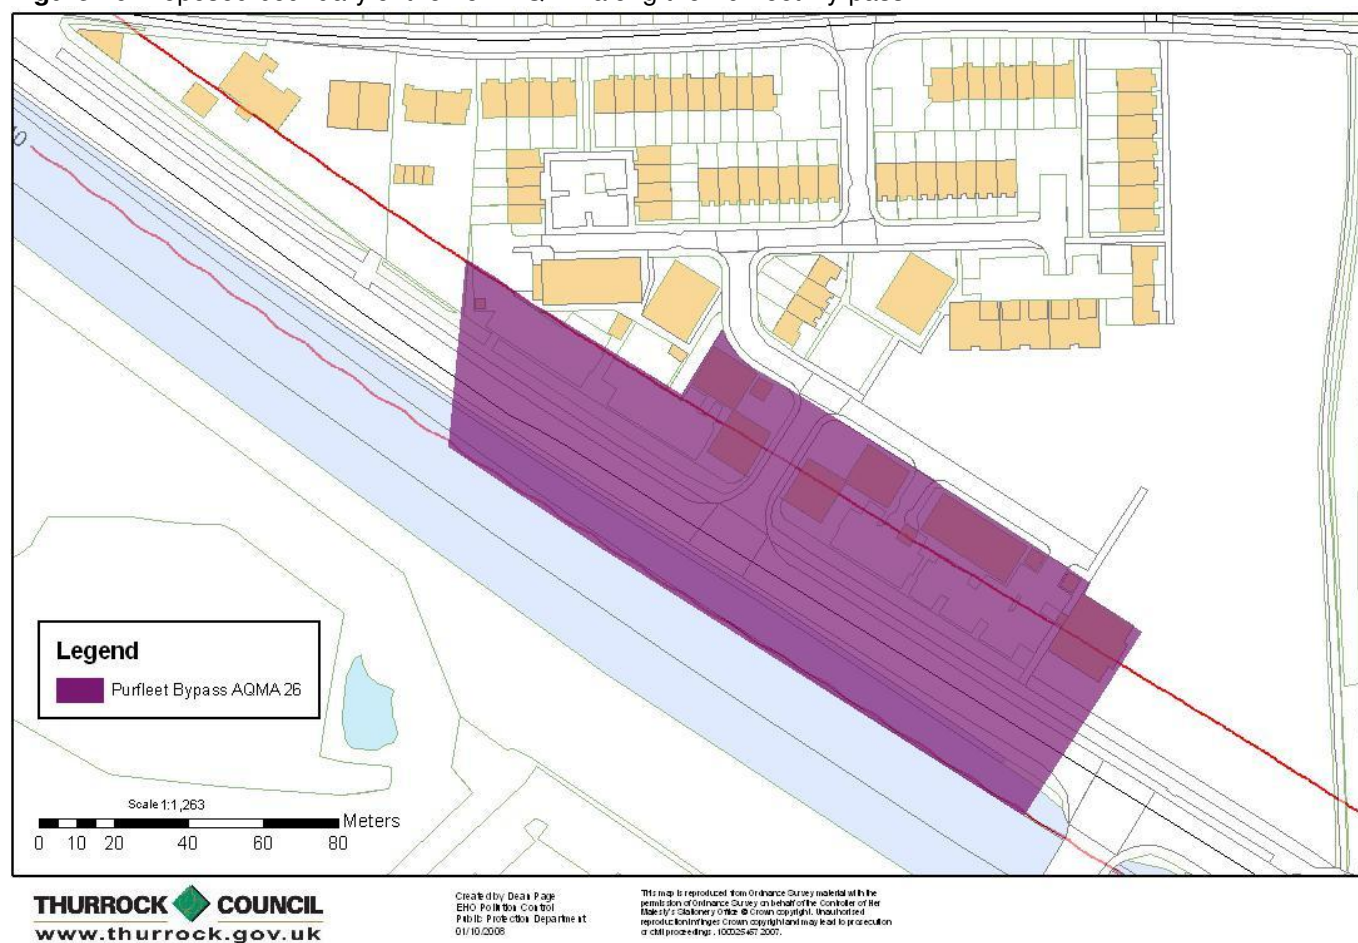 40
Legend
Purfleet Bypass AQMA 26
Scale 1:1,263
Meters
0 10 20 40 60 80
THURROCK COUNCIL
www.thurrock.gov.uk
Created by Dean Page
EHO Pollution Control
Public Protection Department
01/10/2008
This map is reproduced from Ordnance Survey material with the
permission of Ordnance Survey on behalf of the Controller of Her
Majesty's Stationery Office © Crown copyright. Unauthorised
reproduction infringes Crown copyright and may lead to prosecution
or civil proceedings. 100025457 2007.